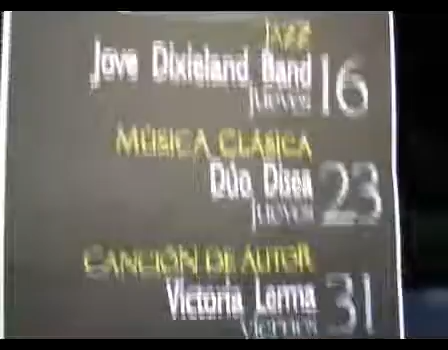 JAZZ
Jove Dixieland Band
Jueves 16
MÚSICA CLÁSICA
Dúo Disea
Jueves 23
CANCIÓN DE AUTOR
Victoria Lerma
Viernes 31